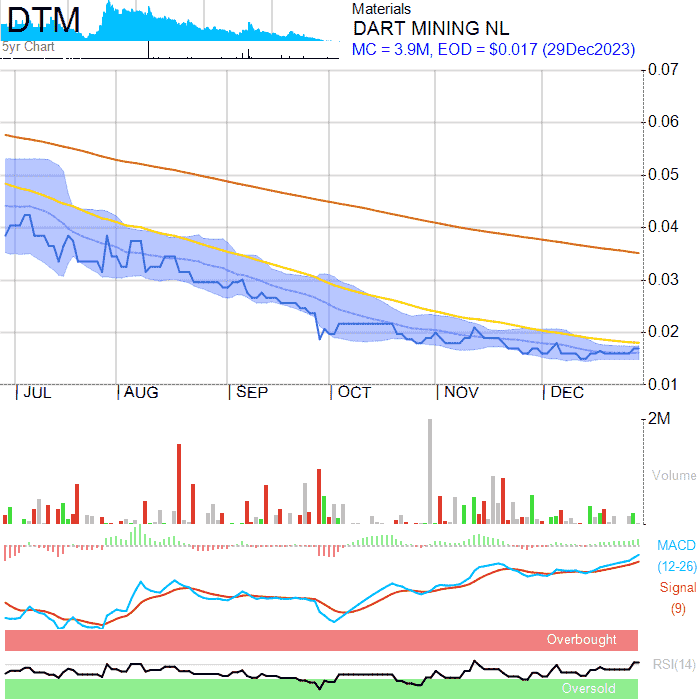 DTM
5yr Chart
Materials
DART MINING NL
MC = 3.9M, EOD = $0.017 (29Dec2023)
0.07
0.06
0.05
0.04
0.03
0.02
0.01
JUL AUG SEP OCT NOV DEC
2M
Volume
MACD
(12-26)
Signal
(9)
Overbought
RSI(14)
Oversold